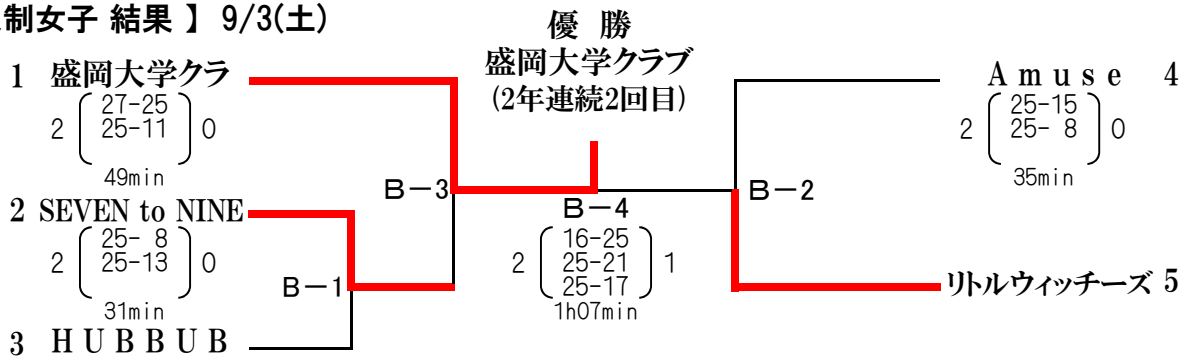 制女子 結果 】 9/3(土)
優 勝
盛岡大学クラブ
(2年連続2回目)
1 盛岡大学クラ
27-25
2 25-11 0
49min
B-3
2 SEVEN to NINE
25- 8
2 25-13 0
31min
B-1
3 HUBBUB
B-4
16-25
2 25-21 1
25-17
1h07min
Amuse 4
25-15
2 25- 8 0
35min
B-2
リトルウィッチーズ 5